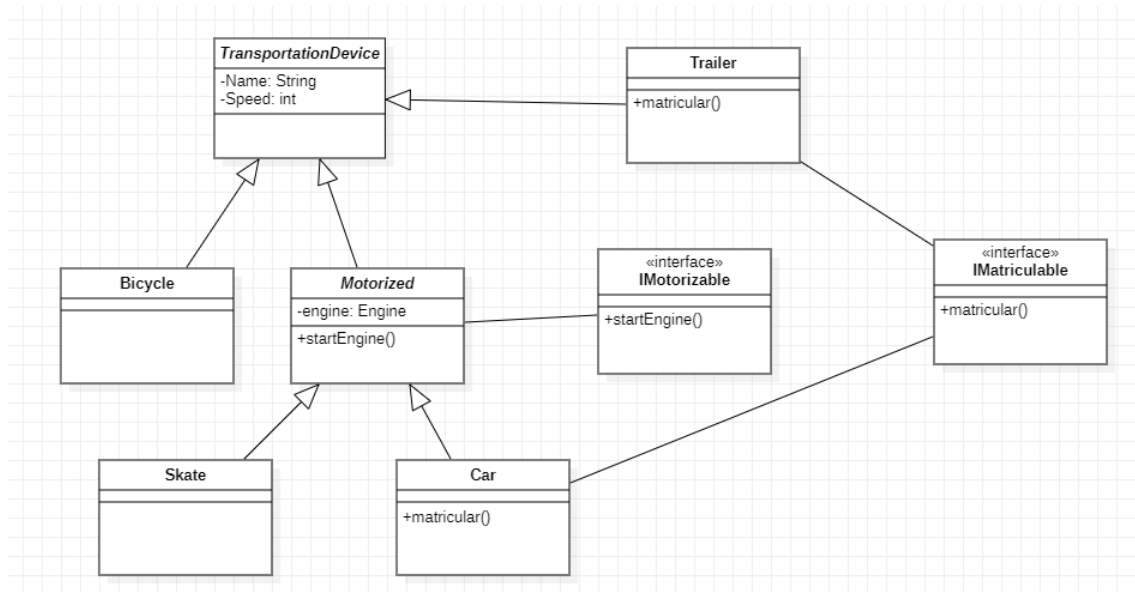 TransportationDevice
-Name: String
-Speed: int
Trailer
+matricular()
Bicycle
Motorized
-engine: Engine
+startEngine()
«interface»
IMotorizable
+startEngine()
«interface»
IMatriculable
+matricular()
Skate
Car
+matricular()